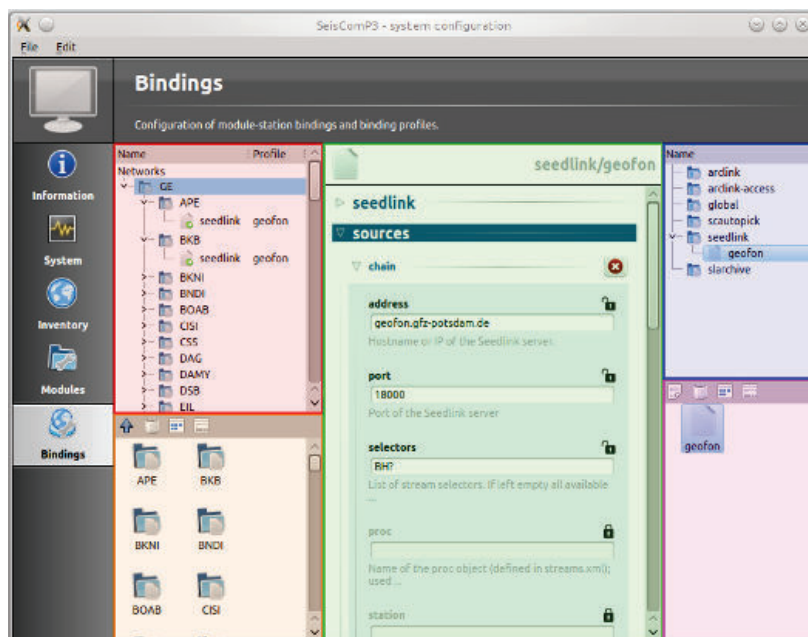 SeisComP3 - system configuration
File Edit
Bindings
Configuration of module-station bindings and binding profiles.
Information
System
Inventory
Modules
Bindings
Name Profile
Networks
GE
APE
seedlink geofon
BKB
seedlink geofon
BKNI
BNDI
BOAB
CISI
CSS
DAG
DAMY
DSB
EIL
APE BKB
BKNI BNDI
BOAB CISI
seedlink/geofon
seedlink
sources
chain
address
geofon.gfz-potsdam.de
Hostname or IP of the Seedlink server.
port
18000
Port of the Seedlink server
selectors
BH?
List of stream selectors. If left empty all available
...
proc
Name of the proc object (defined in streams.xml);
used ...
station
Name
ardink
ardink-access
global
scautopick
seedlink
geofon
slarchive
geofon